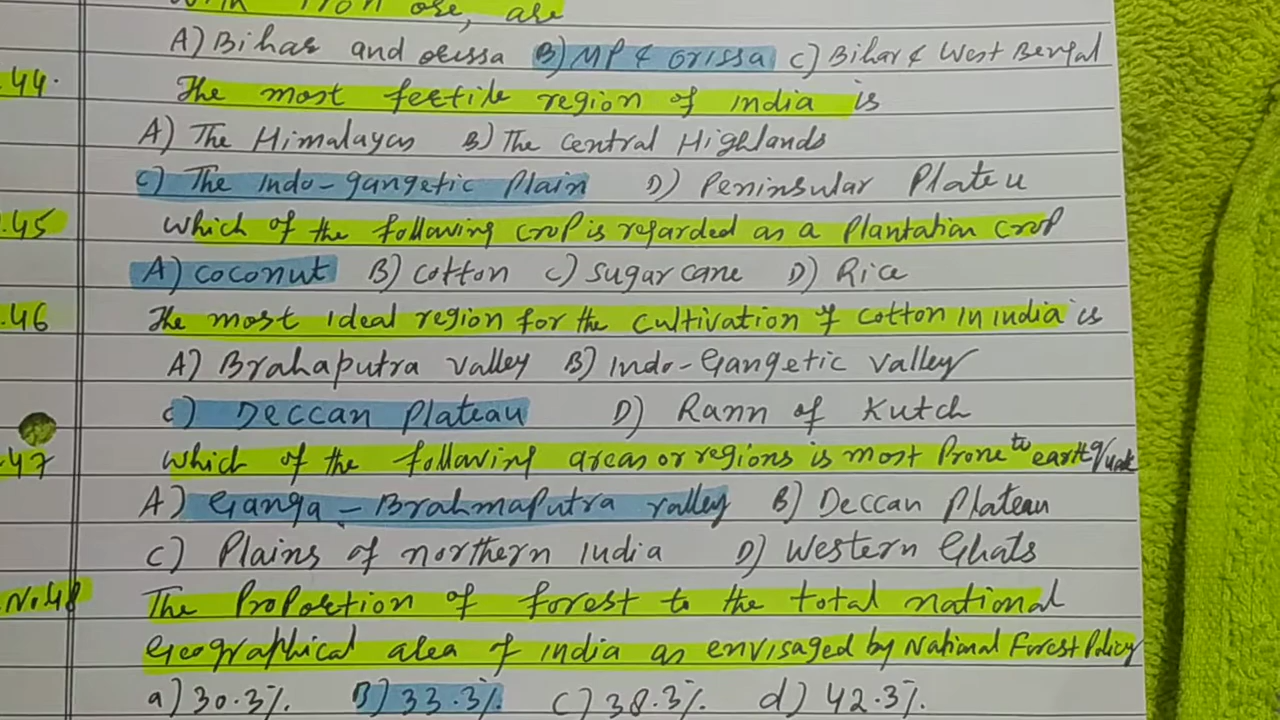 with iron ore, are
A) Bihar and orissa B) MP & Orissa C) Bihar & West Bengal
.44. The most fertile region of india is
A) The Himalayas B) The Central Highlands
C) The Indo-gangetic Plain D) Peninsular Plateu
.45 Which of the following crop is regarded as a Plantation crop
A) coconut B) cotton C) Sugar cane D) Rice
.46 The most ideal region for the cultivation of cotton in india is
A) Brahaputra valley B) Indo-Gangetic valley
C) Deccan Plateau D) Rann of Kutch
.47 Which of the following areas or regions is most Prone to earthquak
A) Ganga - BrahmaPutra valley B) Deccan Plateau
C) Plains of northern india D) Western Ghats
No.48 The Proportion of forest to the total national
Geographical area of india as envisaged by National Forest Policy
a) 30.3%. B) 33.3% C) 38.3%. d) 42.3%.